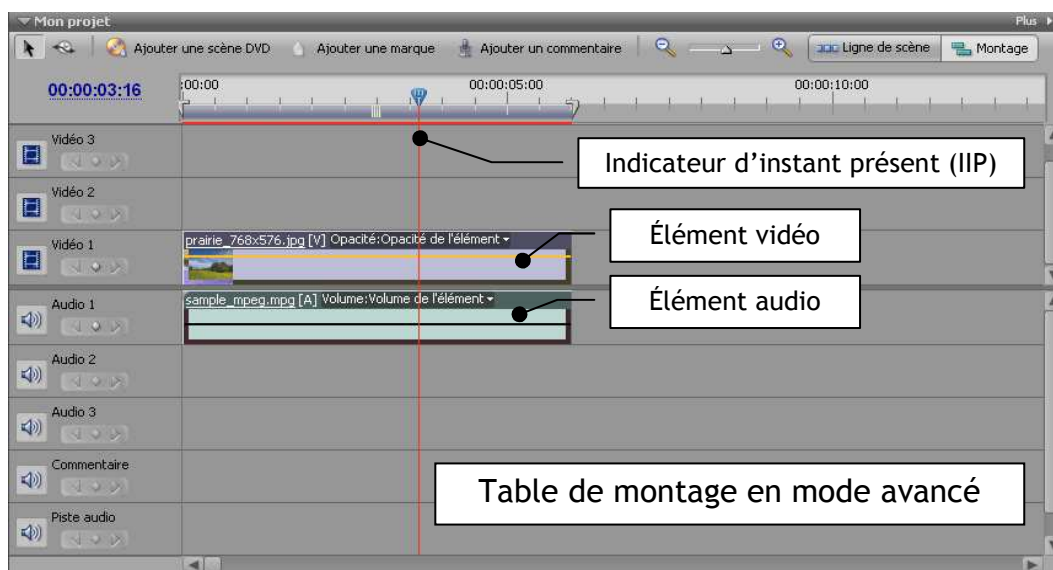 Mon projet
Plus
Ajouter une scène DVD
Ajouter une marque
Ajouter un commentaire
Ligne de scène
Montage
00:00:03:16
:00:00
00:00:05:00
00:00:10:00
Vidéo 3
Indicateur d’instant présent (IIP)
Vidéo 2
Vidéo 1
prairie_768x576.jpg [V] Opacité:Opacité de l'élément
Élément vidéo
Audio 1
sample_mpeg.mpg [A] Volume:Volume de l'élément
Élément audio
Audio 2
Audio 3
Commentaire
Table de montage en mode avancé
Piste audio